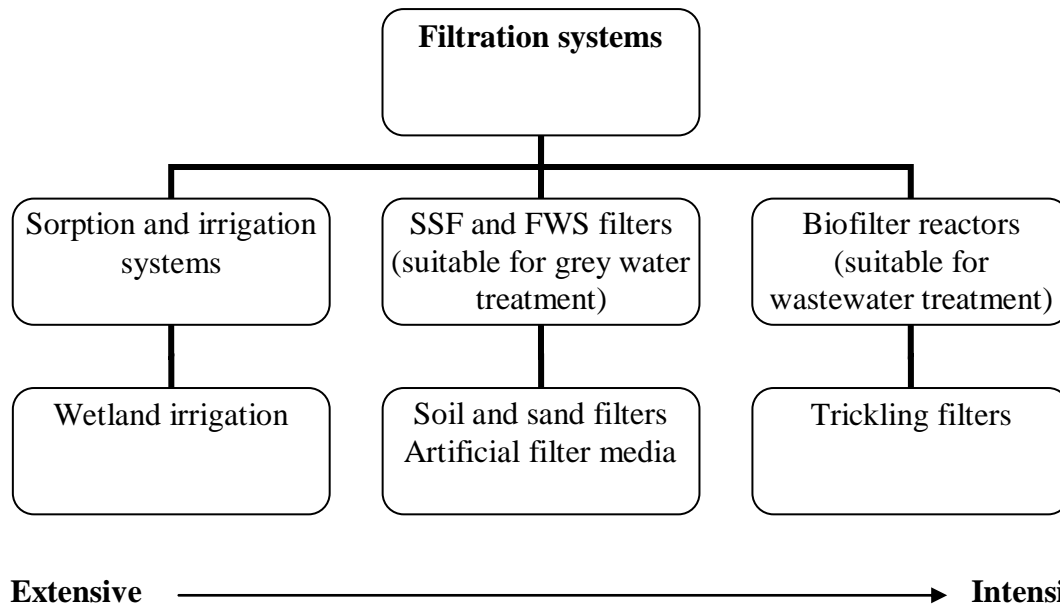 Filtration systems
Sorption and irrigation
systems
SSF and FWS filters
(suitable for grey water
treatment)
Biofilter reactors
(suitable for
wastewater treatment)
Wetland irrigation
Soil and sand filters
Artificial filter media
Trickling filters
Extensive
Intensi